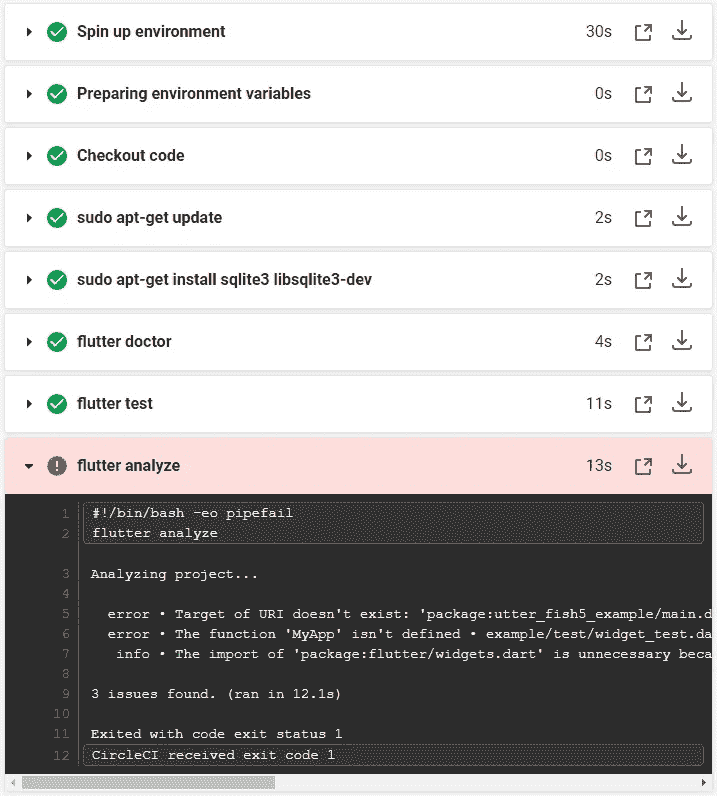 Spin up environment 30s
Preparing environment variables 0s
Checkout code 0s
sudo apt-get update 2s
sudo apt-get install sqlite3 libsqlite3-dev 2s
flutter doctor 4s
flutter test 11s
flutter analyze 13s
1 #!/bin/bash -eo pipefail
2 flutter analyze
3 Analyzing project...
4
5 error • Target of URI doesn't exist: 'package:utter_fish5_example/main.d
6 error • The function 'MyApp' isn't defined • example/test/widget_test.da
7 info • The import of 'package:flutter/widgets.dart' is unnecessary beca
8
9 3 issues found. (ran in 12.1s)
10
11 Exited with code exit status 1
12 CircleCI received exit code 1